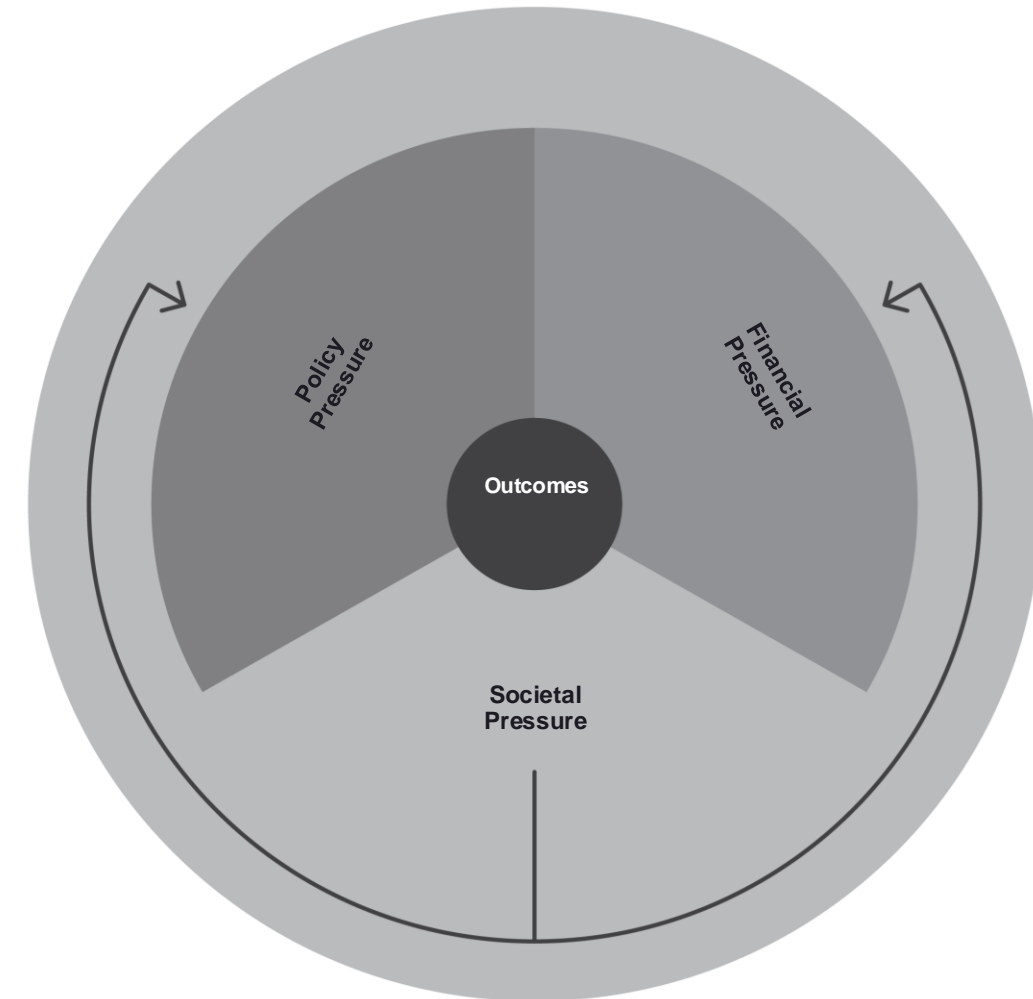 Policy
Pressure
Financial
Pressure
Outcomes
Societal
Pressure